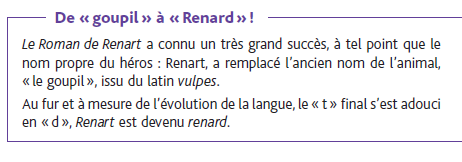 De « goupil » à « Renard » !
Le Roman de Renart a connu un très grand succès, à tel point que le
nom propre du héros : Renart, a remplacé l'ancien nom de l'animal,
« le goupil », issu du latin vulpes.
Au fur et à mesure de l'évolution de la langue, le « t » final s'est adouci
en « d », Renart est devenu renard.